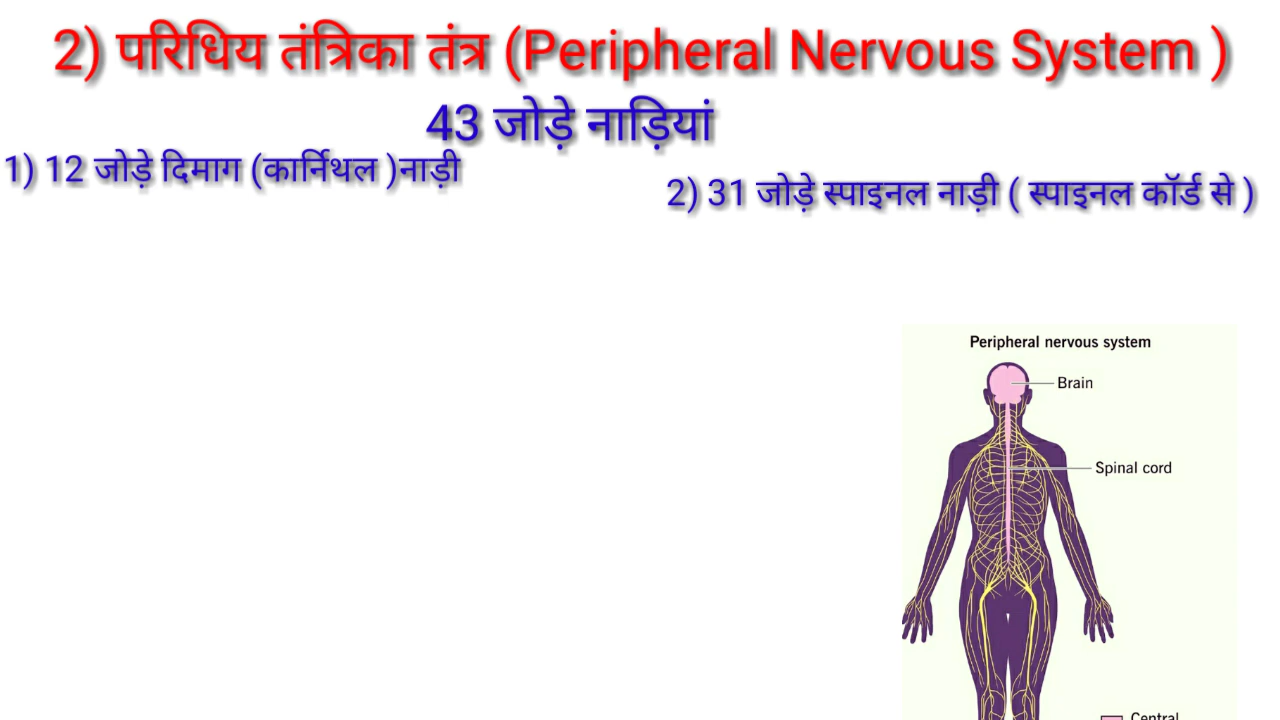 2) परिधिय तंत्रिका तंत्र (Peripheral Nervous System )
43 जोड़े नाड़ियां
1) 12 जोड़े दिमाग (कार्निथल )नाड़ी
2) 31 जोड़े स्पाइनल नाड़ी ( स्पाइनल कॉर्ड से )
Peripheral nervous system
Brain
Spinal cord
Central